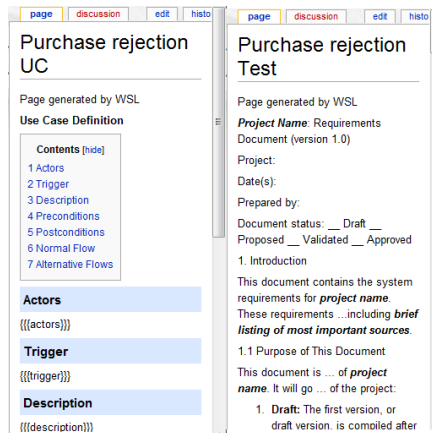 page discussion edit histo
Purchase rejection
UC
Page generated by WSL
Use Case Definition
Contents [hide]
1 Actors
2 Trigger
3 Description
4 Preconditions
5 Postconditions
6 Normal Flow
7 Alternative Flows
Actors
{{{actors}}}
Trigger
{{{trigger}}}
Description
{{{description}}}
page discussion edit histo
Purchase rejection
Test
Page generated by WSL
Project Name: Requirements
Document (version 1.0)
Project:
Date(s):
Prepared by:
Document status: __ Draft __
Proposed __ Validated __ Approved
1. Introduction
This document contains the system
requirements for project name.
These requirements ...including brief
listing of most important sources.
1.1 Purpose of This Document
This document is ... of project
name. It will go ... of the project:
1. Draft: The first version, or
draft version, is compiled after